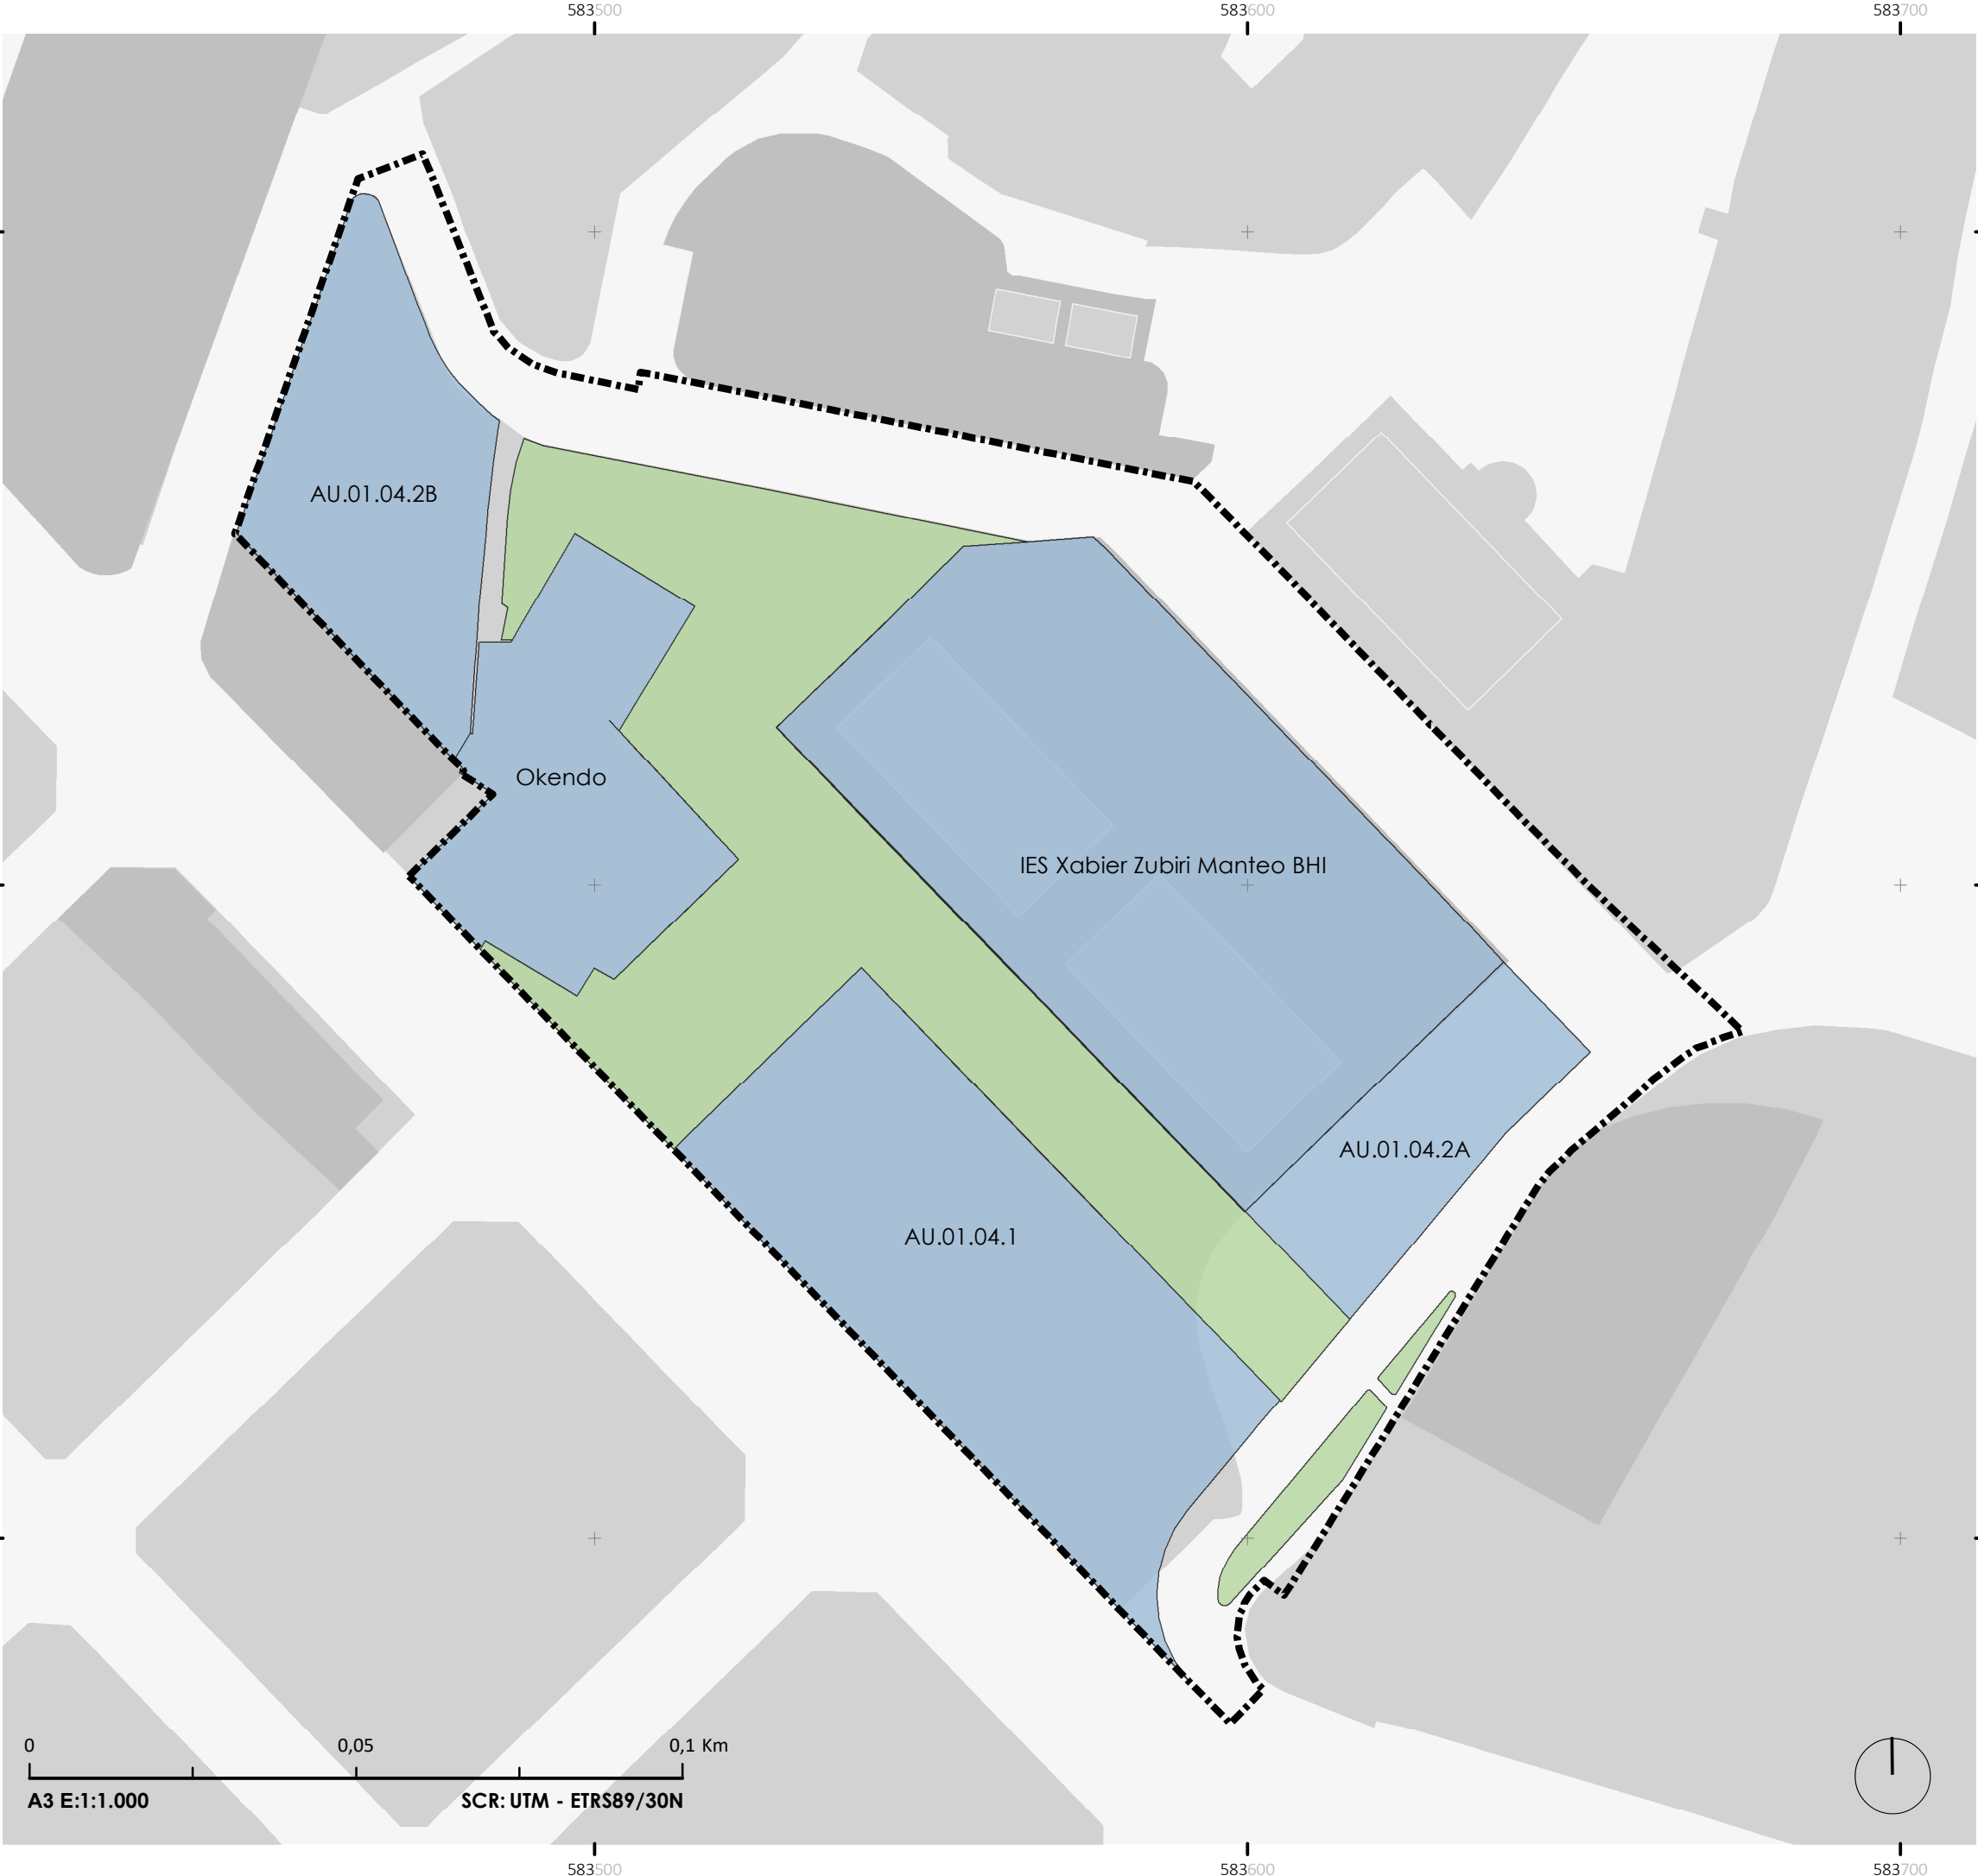 583500 583600 583700
AU.01.04.2B
Okendo
IES Xabier Zubiri Manteo BHI
AU.01.04.2A
AU.01.04.1
0 0,05 0,1 Km
A3 E:1:1.000 SCR: UTM - ETRS89/30N
583500 583600 583700